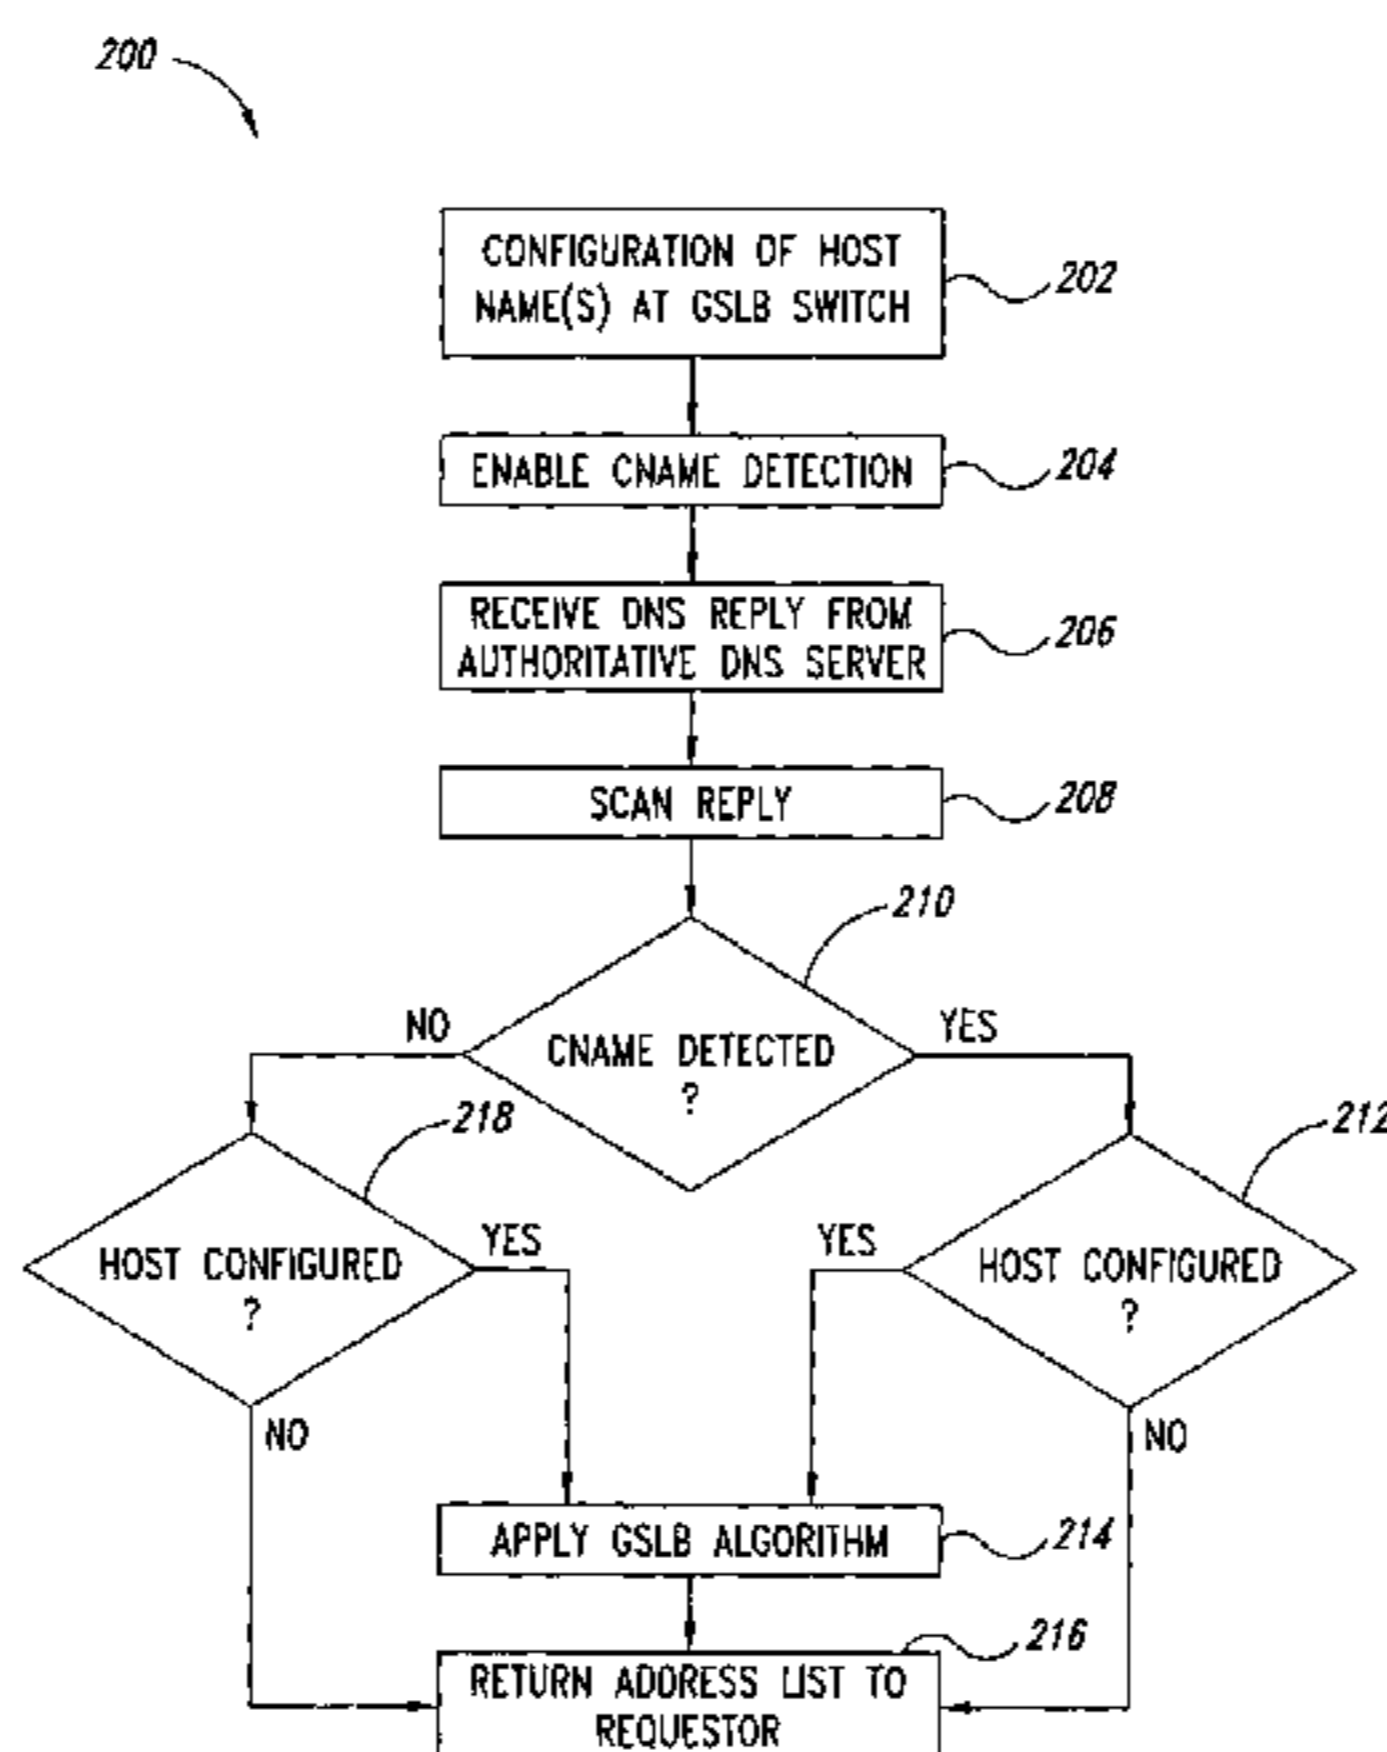 200
CONFIGURATION OF HOST
NAME(S) AT GSLB SWITCH
202
ENABLE CNAME DETECTION
204
RECEIVE DNS REPLY FROM
AUTHORITATIVE DNS SERVER
206
SCAN REPLY
208
210
NO
CNAME DETECTED
?
YES
218
212
HOST CONFIGURED
?
YES
YES
HOST CONFIGURED
?
NO
NO
APPLY GSLB ALGORITHM
214
216
RETURN ADDRESS LIST TO
REQUESTOR